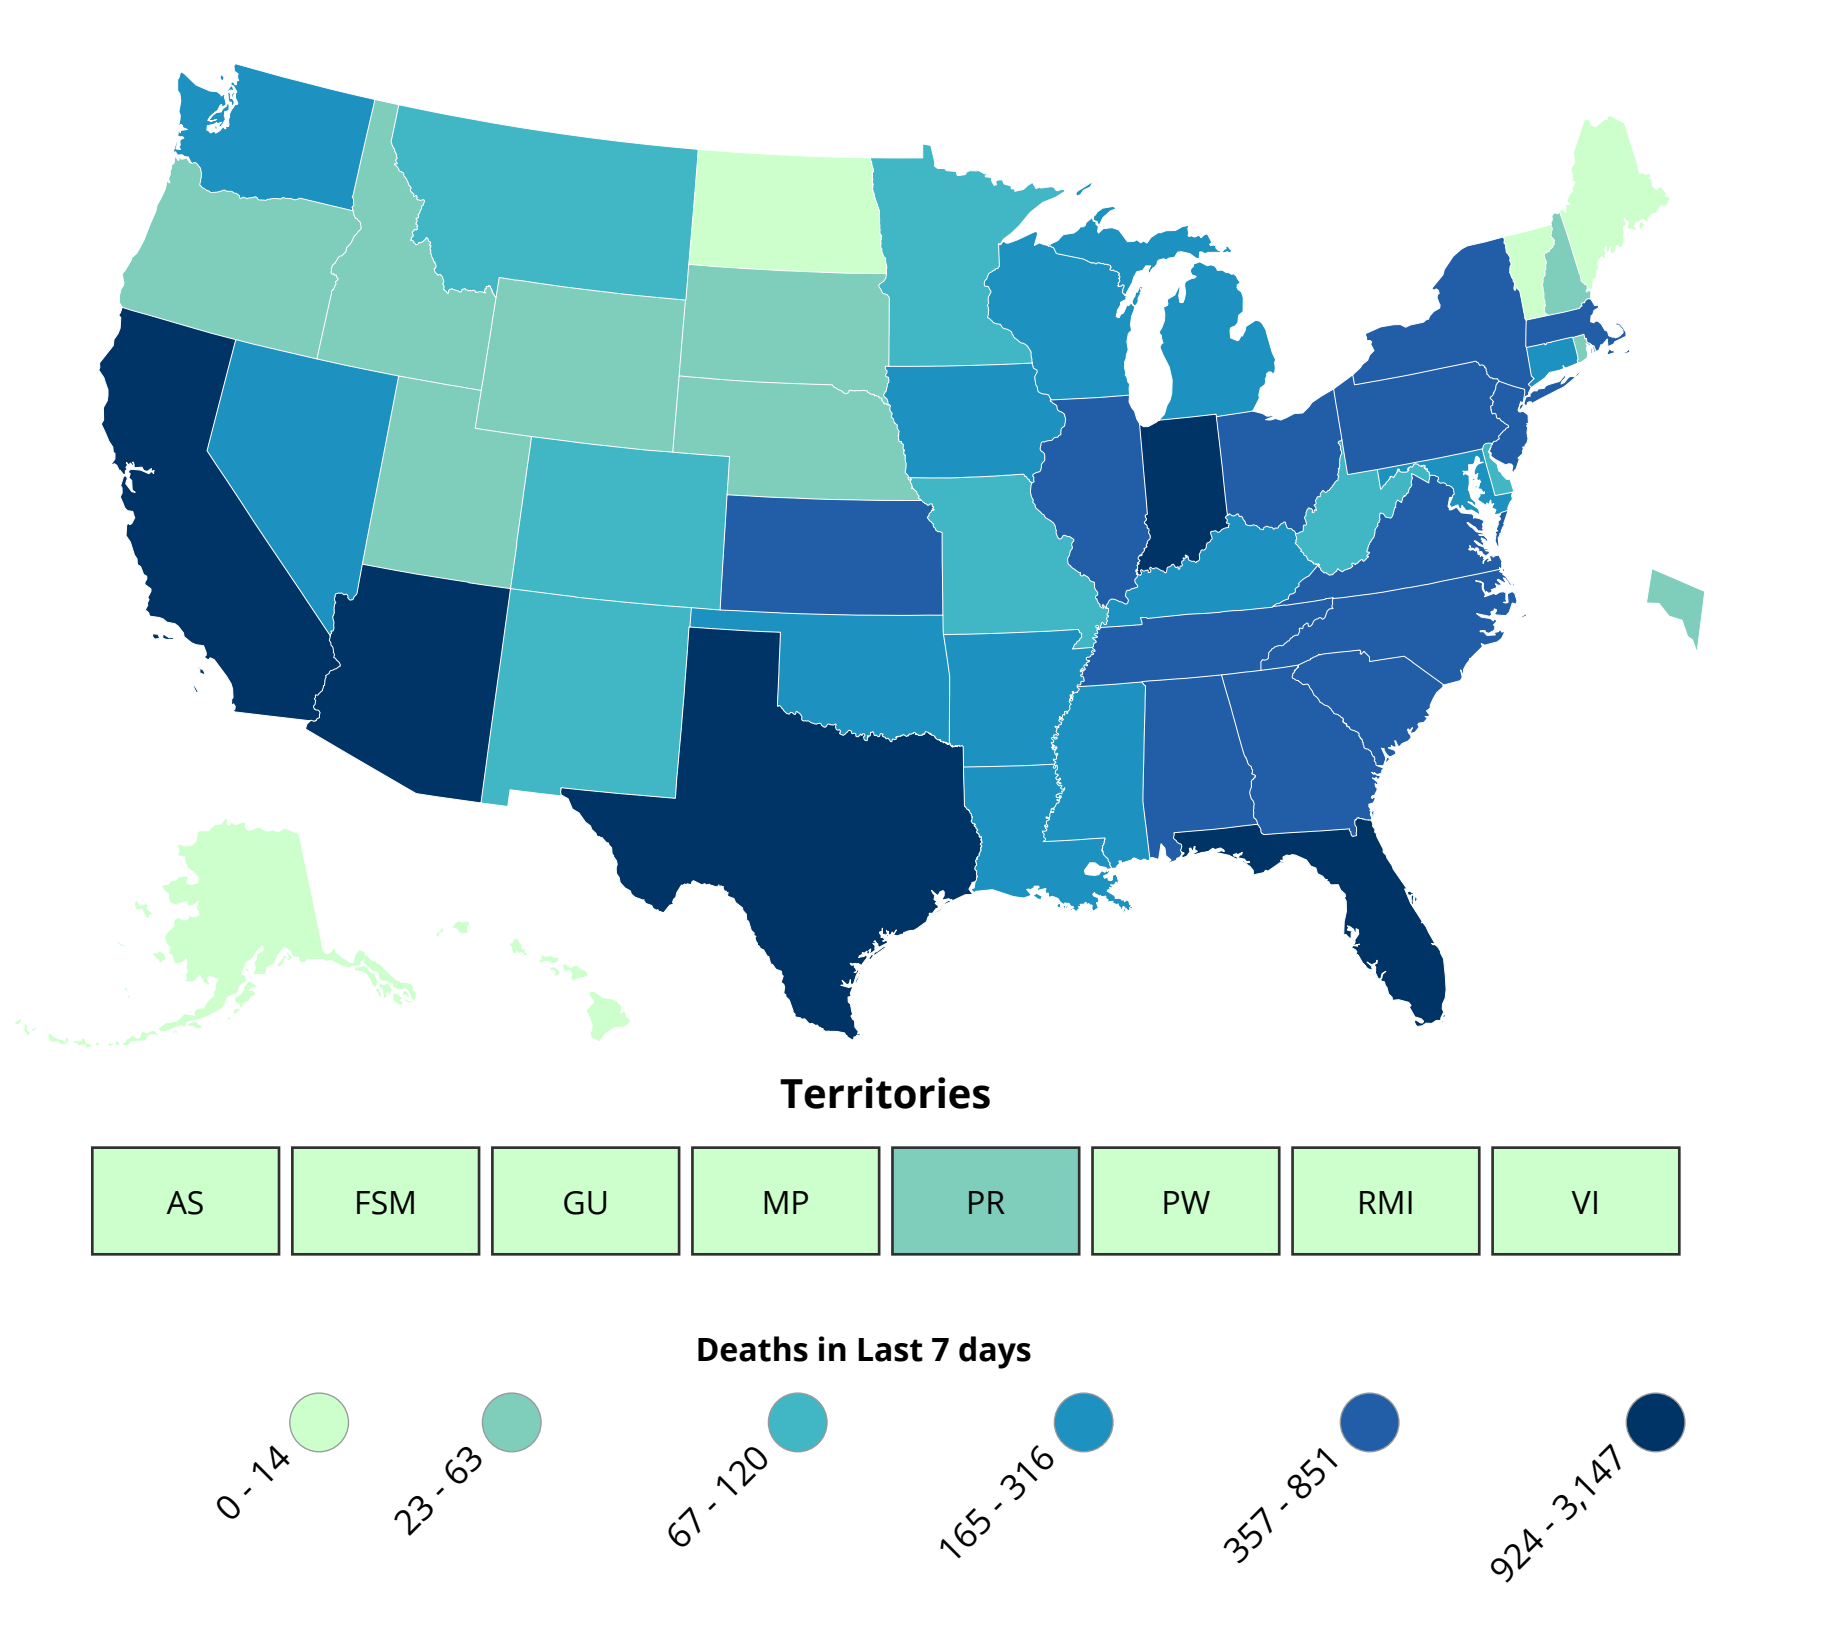 Territories
AS
FSM
GU
MP
PR
PW
RMI
VI
Deaths in Last 7 days
0 - 14
23 - 63
67 - 120
165 - 316
357 - 851
924 - 3,147